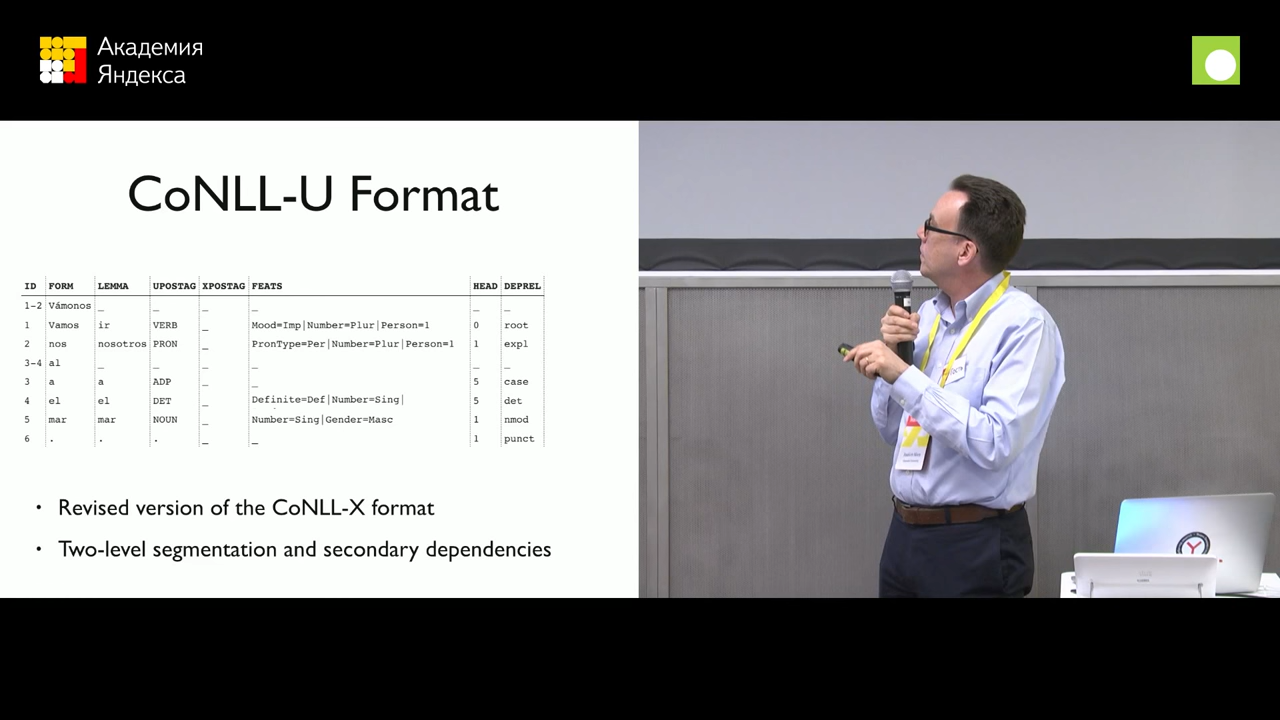 Академия
Яндекса
CoNLL-U Format
ID FORM LEMMA UPOSTAG XPOSTAG FEATS HEAD DEPREL
1-2 Vámonos _ _ _ _ _ _
1 Vamos ir VERB _ Mood=Imp|Number=Plur|Person=1 0 root
2 nos nosotros PRON _ PronType=Per|Number=Plur|Person=1 1 expl
3-4 al _ _ _ _ _ _
3 a a ADP _ _ 5 case
4 el el DET _ Definite=Def|Number=Sing| 5 det
5 mar mar NOUN _ Number=Sing|Gender=Masc 1 nmod
6 . . . _ _ 1 punct
• Revised version of the CoNLL-X format
• Two-level segmentation and secondary dependencies